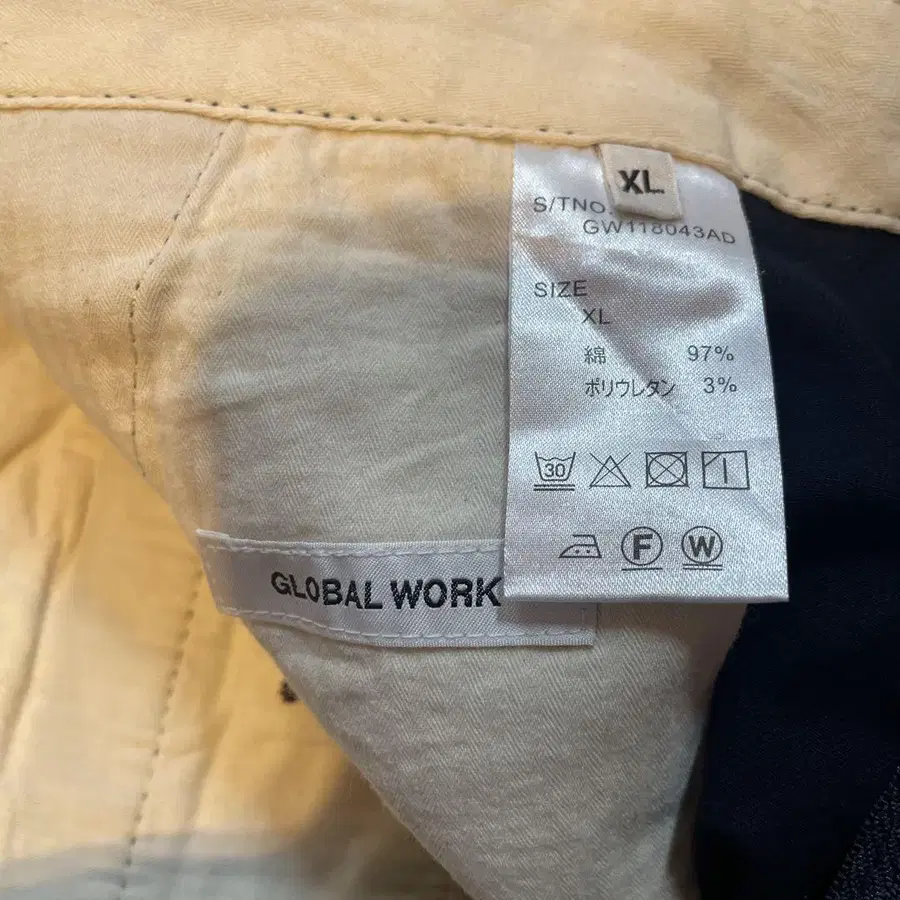 XL
S/TNO.
GW118043AD
SIZE
XL
綿 97%
ポリウレタン 3%
30
F W
GLOBAL WORK